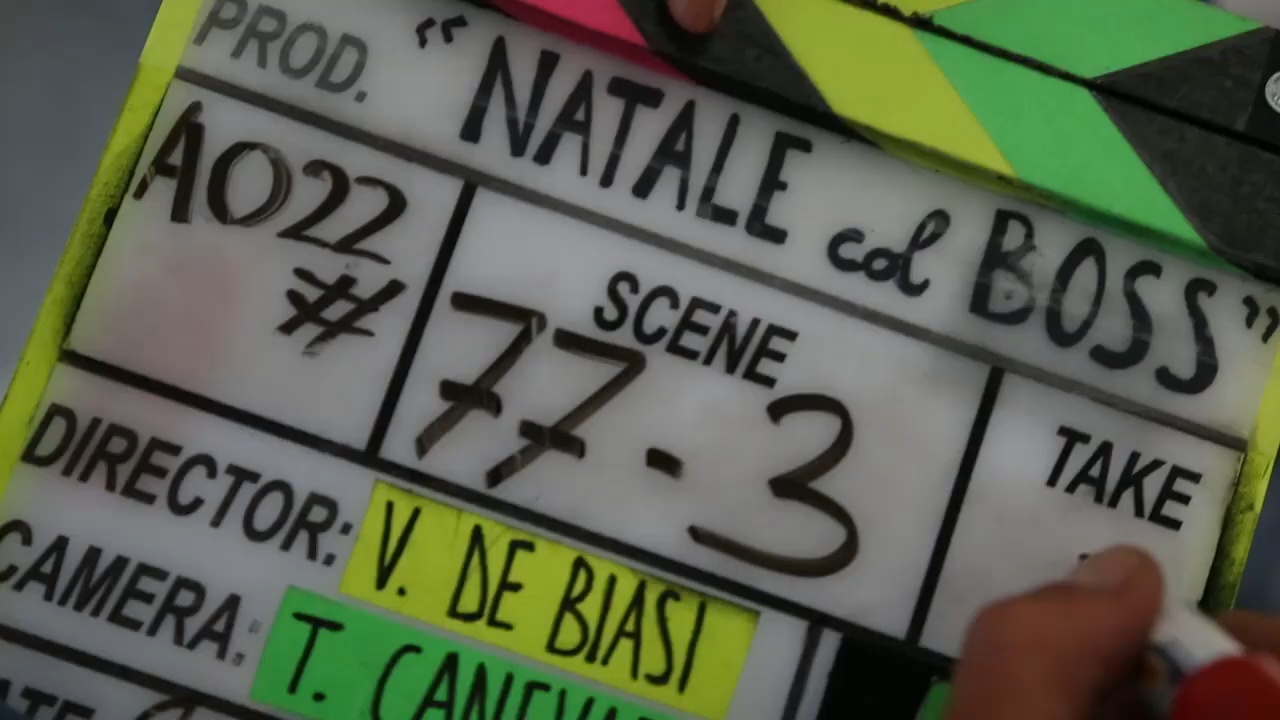 PROD. “NATALE col BOSS”
A022
#
SCENE
77-3
TAKE
DIRECTOR: V. DE BIASI
CAMERA: T.